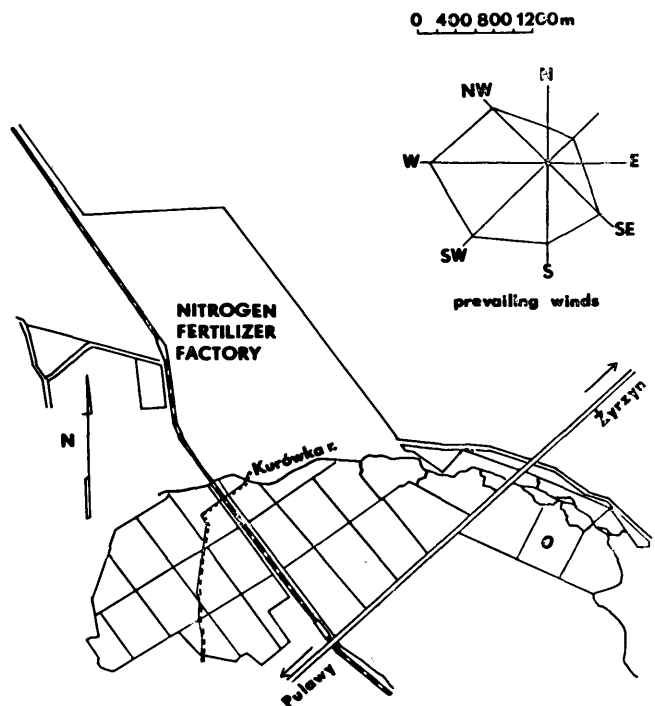 0 400 800 1200m
N
NW
W
E
SW
SE
S
prevailing winds
NITROGEN
FERTILIZER
FACTORY
Żyrzyn
N
Kurówka r.
O
Puławy